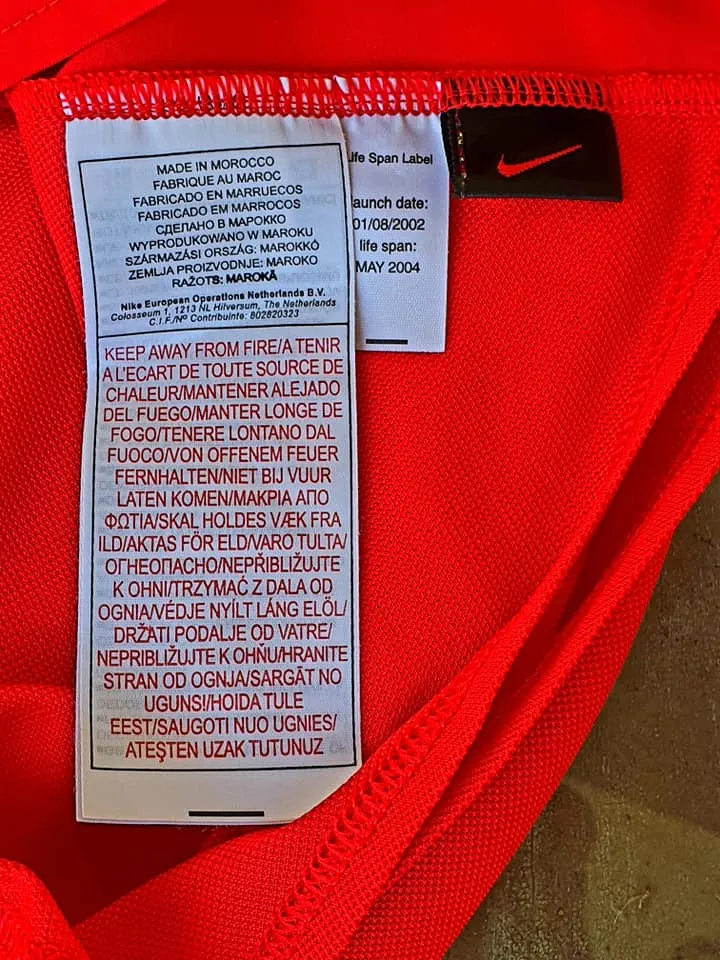 MADE IN MOROCCO
FABRIQUE AU MAROC
FABRICADO EN MARRUECOS
FABRICADO EM MARROCOS
СДЕЛАНО В МАРОККО
WYPRODUKOWANO W MAROKU
SZÁRMAZÁSI ORSZÁG: MAROKKÓ
ZEMLJA PROIZVODNJE: MAROKO
RAŽOTS: MAROKĀ
Nike European Operations Netherlands B.V.
Colosseum 1, 1213 NL Hilversum, The Netherlands
C.I.F./Nº Contribuinte: 802820323
KEEP AWAY FROM FIRE/A TENIR
A L'ECART DE TOUTE SOURCE DE
CHALEUR/MANTENER ALEJADO
DEL FUEGO/MANTER LONGE DE
FOGO/TENERE LONTANO DAL
FUOCO/VON OFFENEM FEUER
FERNHALTEN/NIET BIJ VUUR
LATEN KOMEN/ΜΑΚΡΙΑ ΑΠΟ
ΦΩΤΙΑ/SKAL HOLDES VÆK FRA
ILD/AKTAS FÖR ELD/VARO TULTA/
ОГНЕОПАСНО/NEPŘIBLIŽUJTE
K OHNI/TRZYMAĆ Z DALA OD
OGNIA/VÉDJE NYÍLT LÁNG ELŐL/
DRŽATI PODALJE OD VATRE/
NEPRIBLIŽUJTE K OHŇU/HRANITE
STRAN OD OGNJA/SARGĀT NO
UGUNS!/HOIDA TULE
EEST/SAUGOTI NUO UGNIES/
ATEŞTEN UZAK TUTUNUZ
ife Span Label
aunch date:
01/08/2002
life span:
MAY 2004